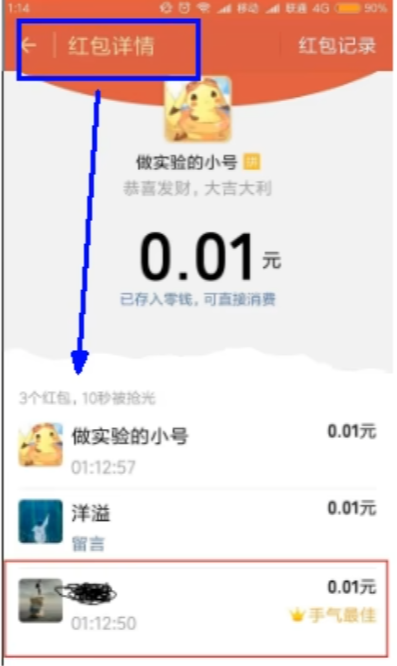 1:14 移动 联通 4G 90%
红包详情 红包记录
做实验的小号 拼
恭喜发财，大吉大利
0.01元
已存入零钱，可直接消费
3个红包，10秒被抢光
做实验的小号 0.01元
01:12:57
洋溢 0.01元
留言
0.01元
01:12:50 手气最佳